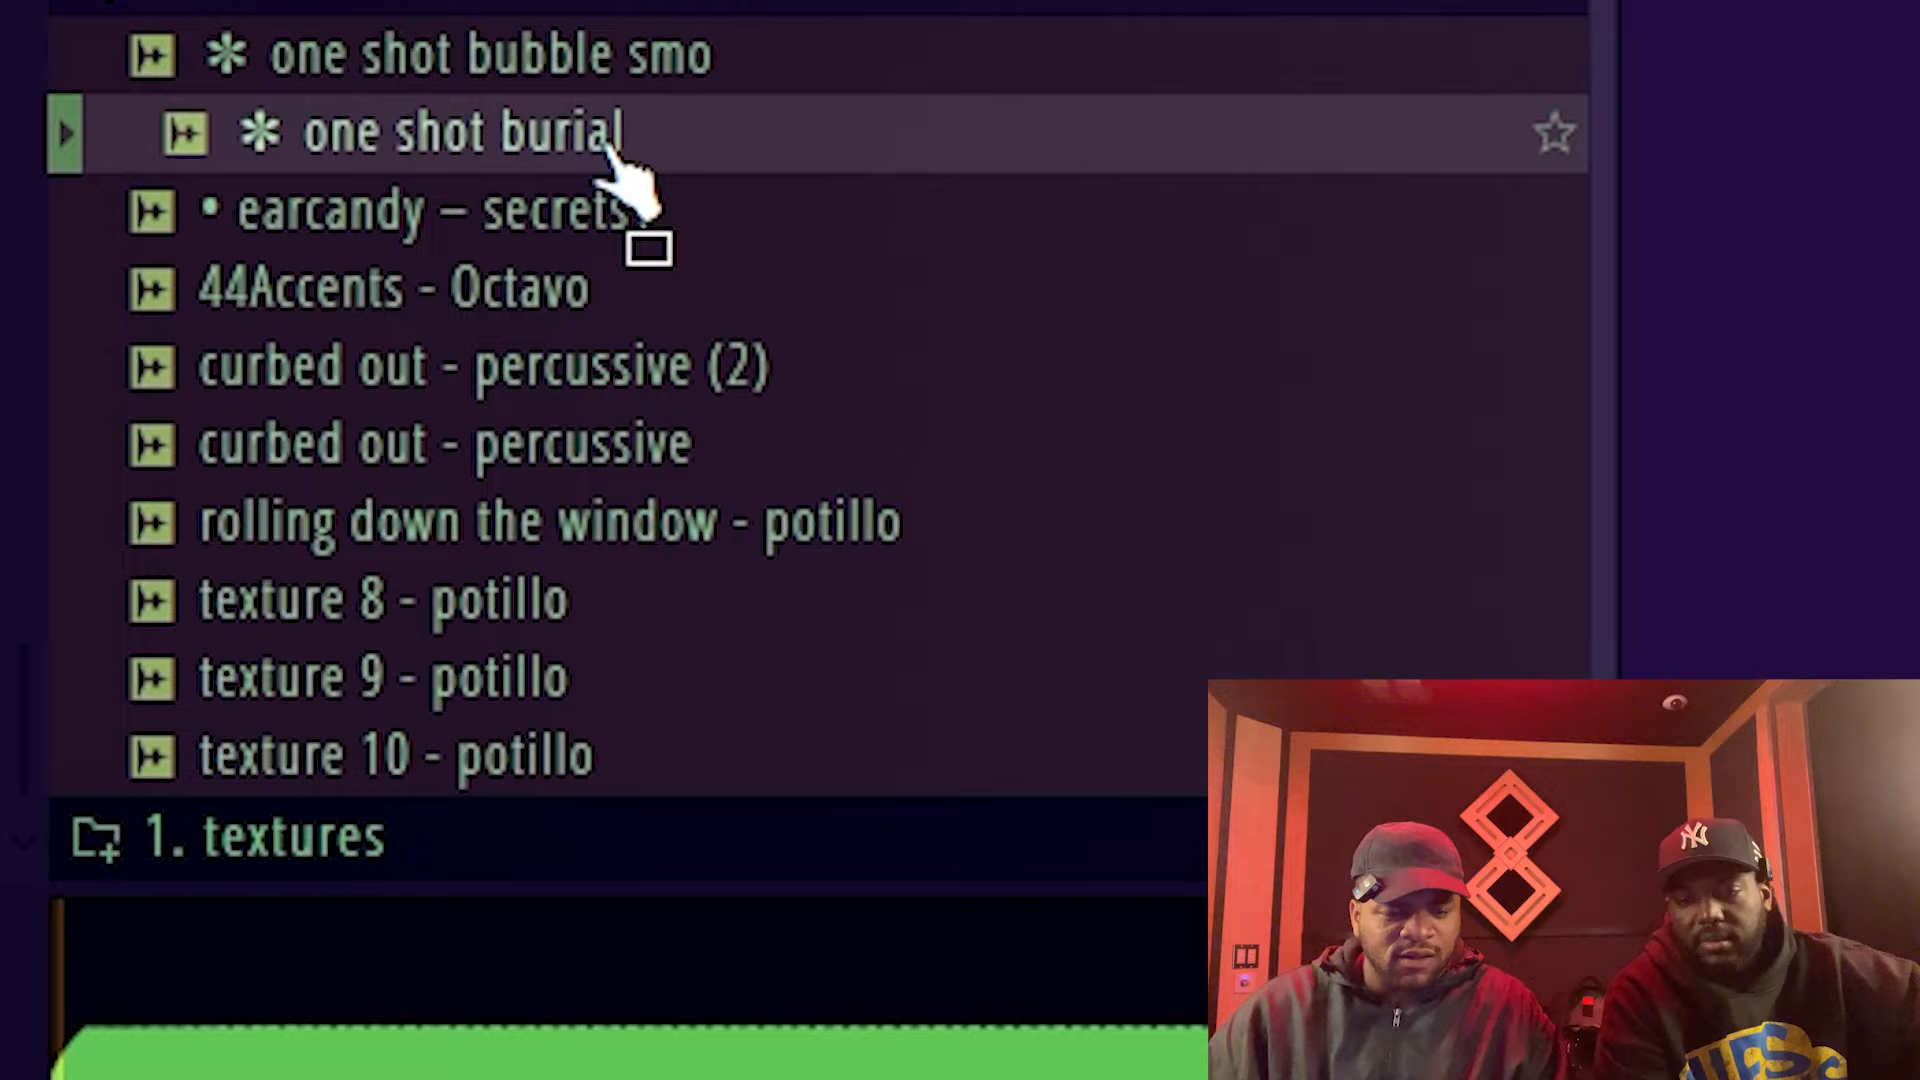 * one shot bubble smo
* one shot burial
• earcandy – secrets
44Accents - Octavo
curbed out - percussive (2)
curbed out - percussive
rolling down the window - potillo
texture 8 - potillo
texture 9 - potillo
texture 10 - potillo
1. textures
NY